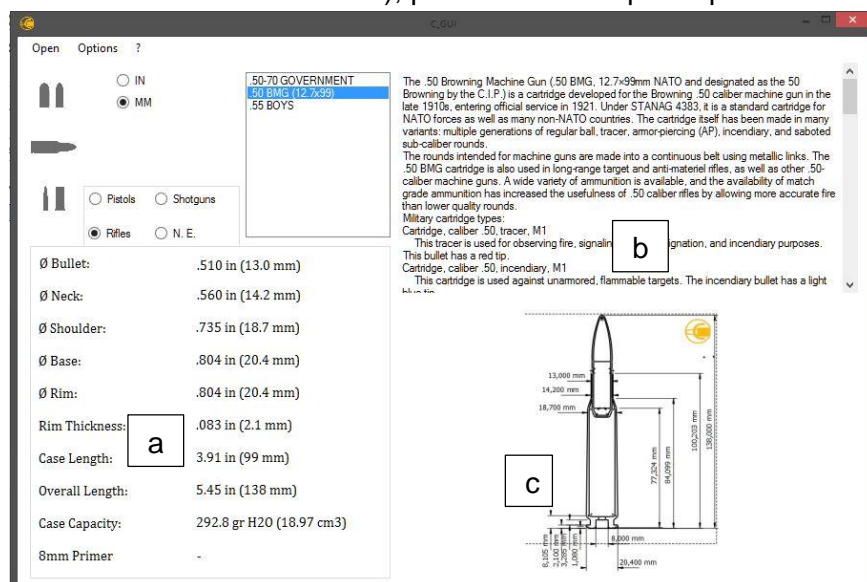 C_GUI
Open Options ?
IN
MM
Pistols Shotguns
Rifles N. E.
.50-70 GOVERNMENT
.50 BMG (12.7x99)
.55 BOYS
The .50 Browning Machine Gun (.50 BMG, 12.7×99mm NATO and designated as the 50
Browning by the C.I.P.) is a cartridge developed for the Browning .50 caliber machine gun in the
late 1910s, entering official service in 1921. Under STANAG 4383, it is a standard cartridge for
NATO forces as well as many non-NATO countries. The cartridge itself has been made in many
variants: multiple generations of regular ball, tracer, armor-piercing (AP), incendiary, and saboted
sub-caliber rounds.
The rounds intended for machine guns are made into a continuous belt using metallic links. The
.50 BMG cartridge is also used in long-range target and anti-materiel rifles, as well as other .50-
caliber machine guns. A wide variety of ammunition is available, and the availability of match
grade ammunition has increased the usefulness of .50 caliber rifles by allowing more accurate fire
than lower quality rounds.
Military cartridge types:
Cartridge, caliber .50, tracer, M1
This tracer is used for observing fire, signaling, and incendiary purposes.
This bullet has a red tip.
Cartridge, caliber .50, incendiary, M1
This cartridge is used against unarmored, flammable targets. The incendiary bullet has a light
blue tip.
b
Ø Bullet: .510 in (13.0 mm)
Ø Neck: .560 in (14.2 mm)
Ø Shoulder: .735 in (18.7 mm)
Ø Base: .804 in (20.4 mm)
Ø Rim: .804 in (20.4 mm)
Rim Thickness: .083 in (2.1 mm)
Case Length: 3.91 in (99 mm)
Overall Length: 5.45 in (138 mm)
Case Capacity: 292.8 gr H2O (18.97 cm3)
8mm Primer -
a
13,000 mm
14,200 mm
18,700 mm
77,324 mm
84,099 mm
100,203 mm
138,000 mm
c
8,105 mm
2,100 mm
3,285 mm
1,080 mm
8,000 mm
20,400 mm